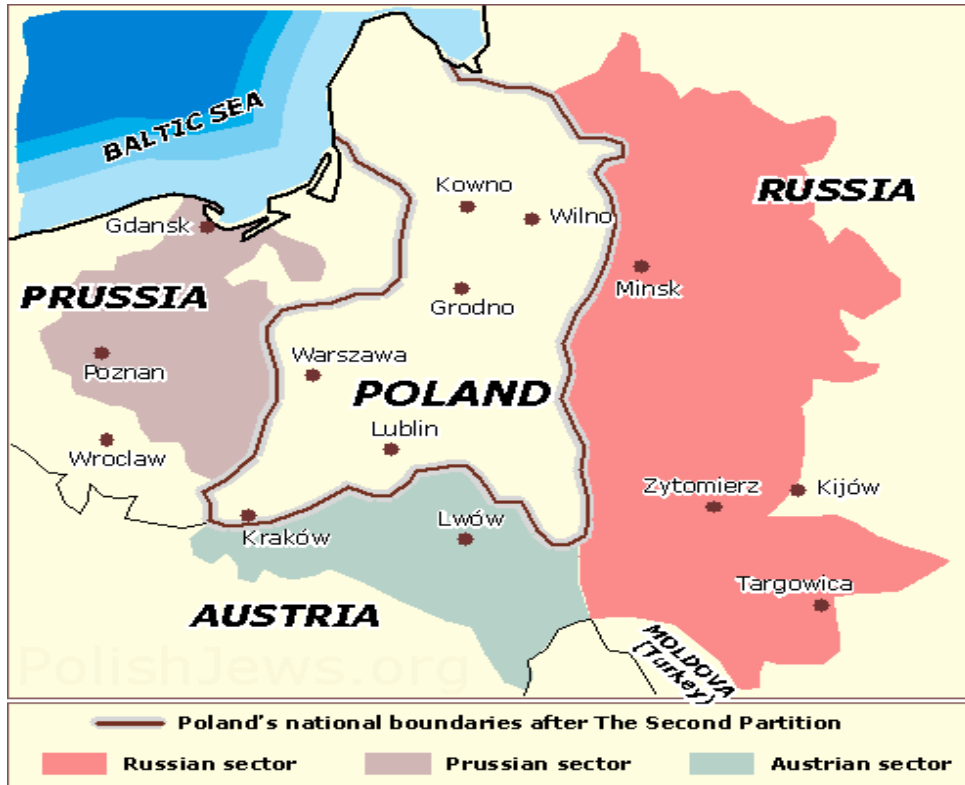 BALTIC SEA
RUSSIA
Kowno
Wilno
Gdansk
PRUSSIA
Minsk
Grodno
Warszawa
Poznan
POLAND
Lublin
Wroclaw
Zytomierz
Kijów
Lwów
Kraków
Targowica
AUSTRIA
MOLDOVA
(Turkey)
PolishJews.org
Poland's national boundaries after The Second Partition
Russian sector
Prussian sector
Austrian sector